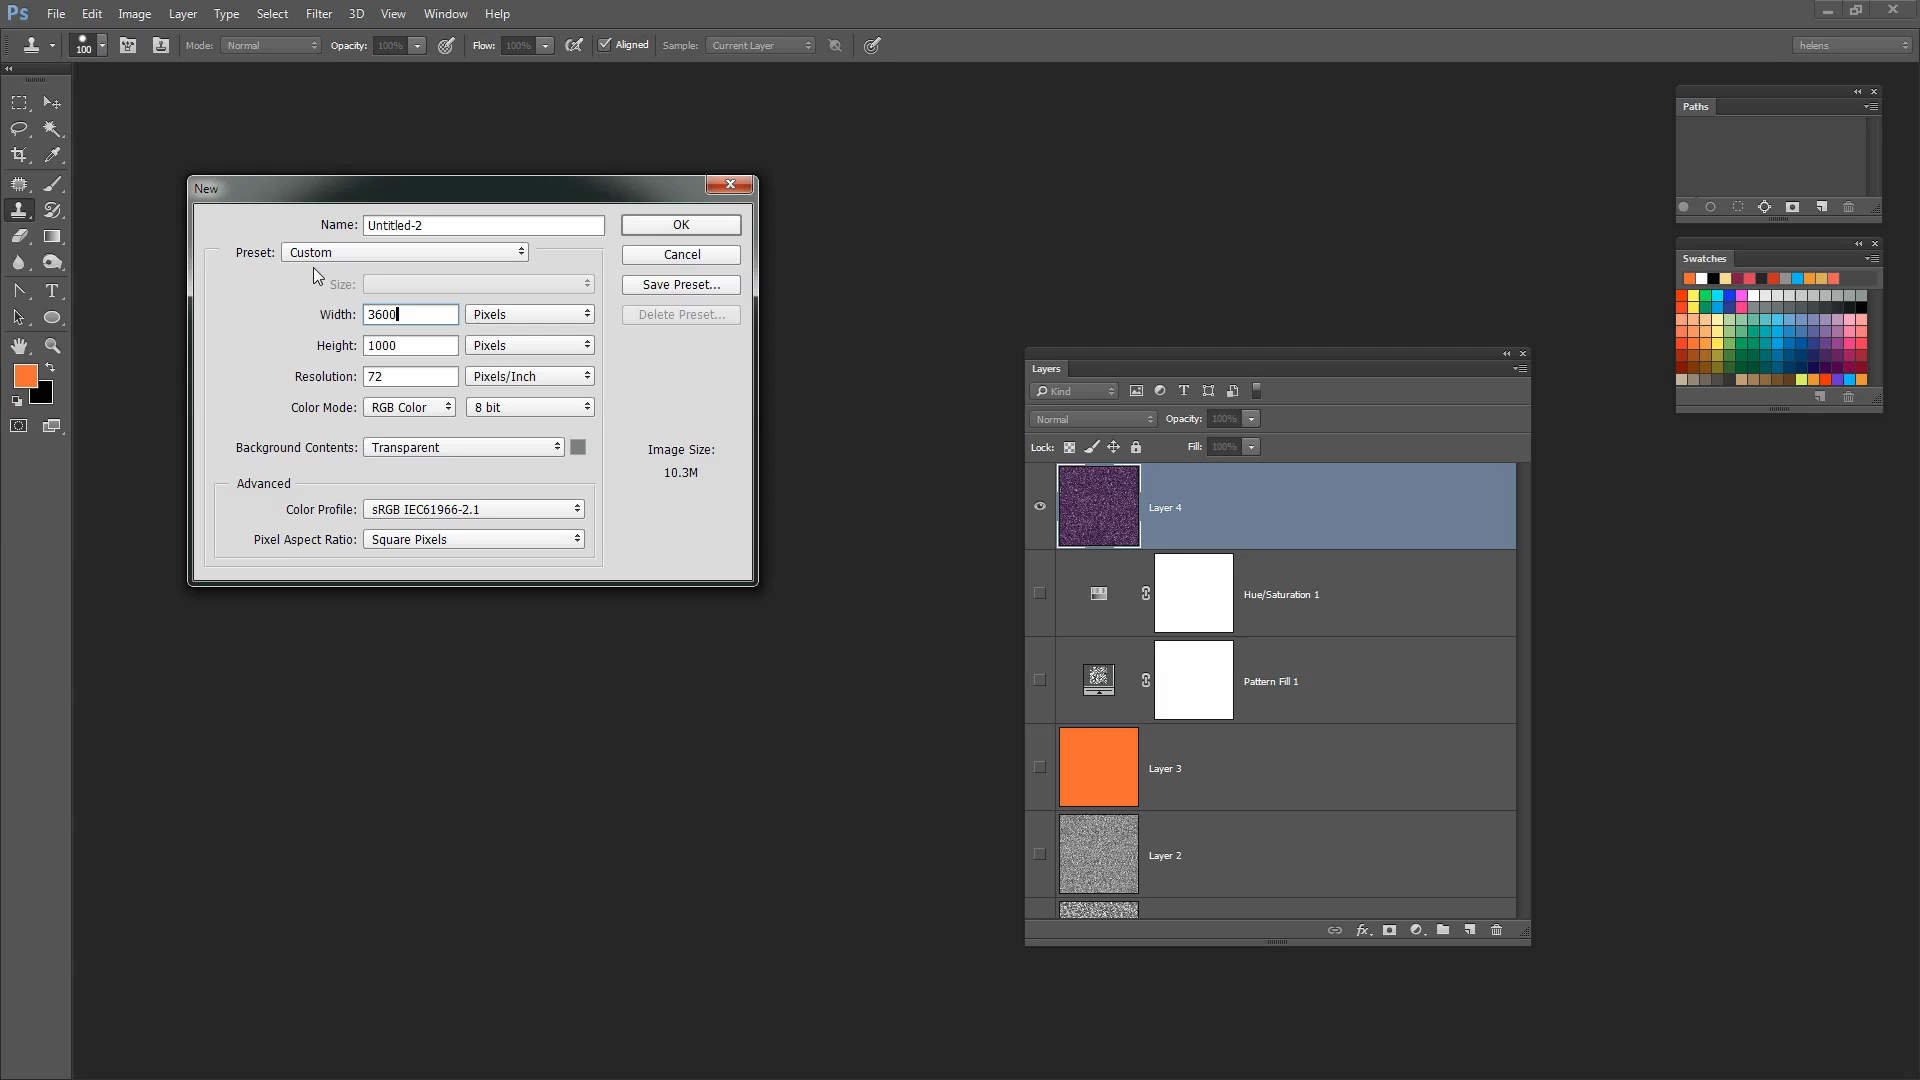 Ps File Edit Image Layer Type Select Filter 3D View Window Help
100 Mode: Normal Opacity: 100% Flow: 100% Aligned Sample: Current Layer helens
Paths
New
Name: Untitled-2 OK
Preset: Custom Cancel
Size: Save Preset...
Width: 3600 Pixels Delete Preset...
Height: 1000 Pixels
Resolution: 72 Pixels/Inch
Color Mode: RGB Color 8 bit
Background Contents: Transparent
Image Size:
10.3M
Advanced
Color Profile: sRGB IEC61966-2.1
Pixel Aspect Ratio: Square Pixels
Swatches
Layers
Kind
Normal Opacity: 100%
Lock: Fill: 100%
Layer 4
Hue/Saturation 1
Pattern Fill 1
Layer 3
Layer 2
fx